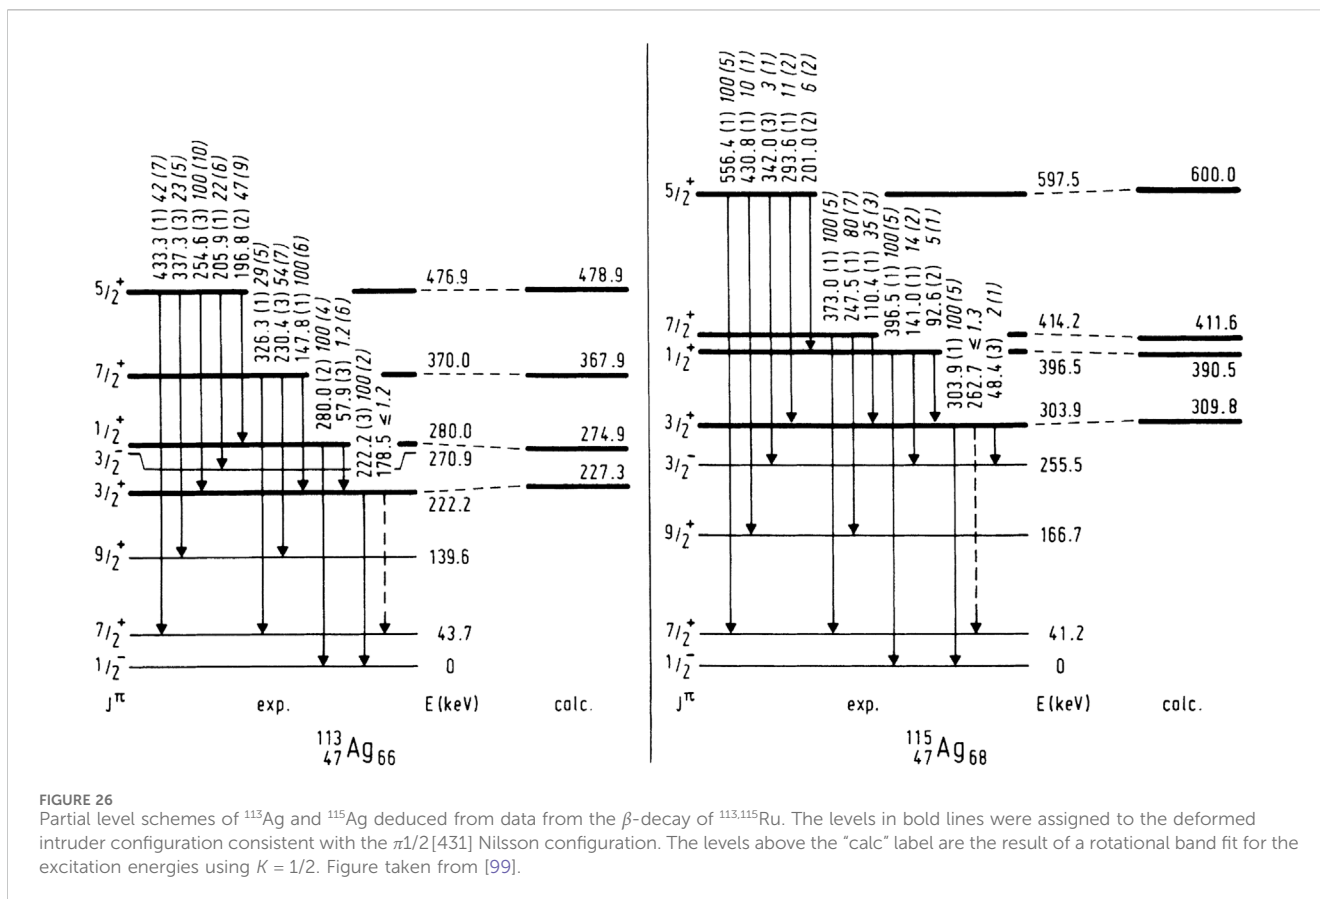 433.3 (1) 42 (7)
337.3 (3) 23 (5)
254.6 (3) 100 (10)
205.9 (1) 22 (6)
196.8 (2) 47 (9)
5/2+
476.9
478.9
326.3 (1) 29 (5)
230.4 (3) 54 (7)
147.8 (1) 100 (6)
7/2+
370.0
367.9
280.0 (2) 100 (4)
57.9 (3) 1.2 (6)
1/2+
280.0
274.9
3/2-
270.9
222.2 (3) 100 (2)
178.5 ≤ 1.2
3/2+
222.2
227.3
9/2+
139.6
7/2+
43.7
1/2-
0
Jπ exp. E (keV) calc.
113 47 Ag 66
556.4 (1) 100 (5)
430.8 (1) 10 (1)
342.0 (3) 3 (1)
293.6 (1) 11 (2)
201.0 (2) 6 (2)
5/2+
597.5
600.0
373.0 (1) 100 (5)
247.5 (1) 80 (7)
110.4 (1) 35 (3)
396.5 (1) 100 (5)
141.0 (1) 14 (2)
92.6 (2) 5 (1)
7/2+
414.2
411.6
1/2+
396.5
390.5
303.9 (1) 100 (5)
262.7 ≤ 1.3
48.4 (3) 2 (1)
3/2+
303.9
309.8
3/2-
255.5
9/2+
166.7
7/2+
41.2
1/2-
0
Jπ exp. E (keV) calc.
115 47 Ag 68
FIGURE 26
Partial level schemes of ¹¹³Ag and ¹¹⁵Ag deduced from data from the β-decay of ¹¹³,¹¹⁵Ru. The levels in bold lines were assigned to the deformed
intruder configuration consistent with the π1/2[431] Nilsson configuration. The levels above the “calc” label are the result of a rotational band fit for the
excitation energies using K = 1/2. Figure taken from [99].